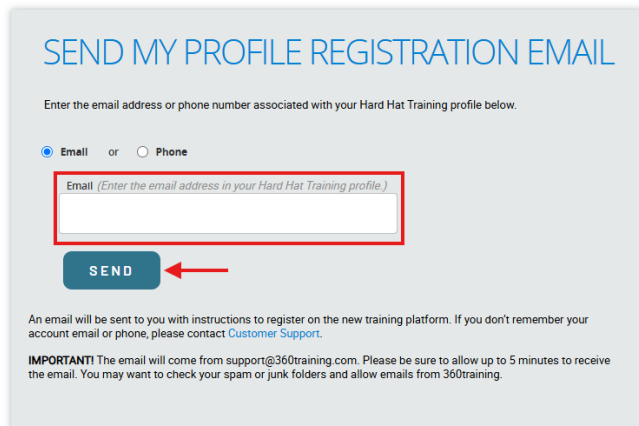 SEND MY PROFILE REGISTRATION EMAIL
Enter the email address or phone number associated with your Hard Hat Training profile below.
Email or Phone
Email (Enter the email address in your Hard Hat Training profile.)
SEND
An email will be sent to you with instructions to register on the new training platform. If you don't remember your
account email or phone, please contact Customer Support.
IMPORTANT! The email will come from support@360training.com. Please be sure to allow up to 5 minutes to receive
the email. You may want to check your spam or junk folders and allow emails from 360training.